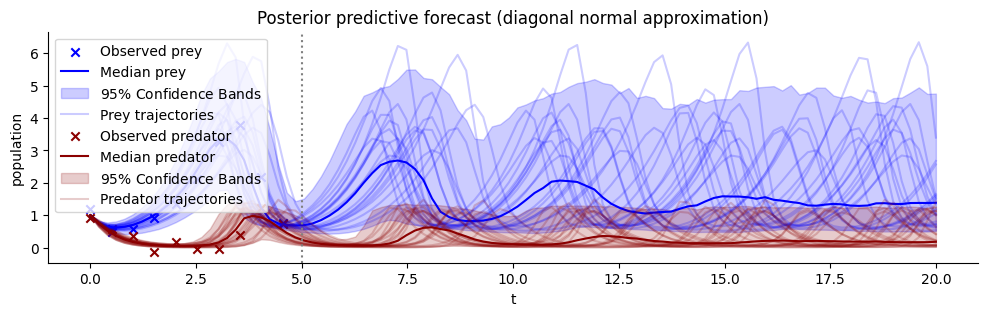 Posterior predictive forecast (diagonal normal approximation)
population
6
5
4
3
2
1
0
Observed prey
Median prey
95% Confidence Bands
Prey trajectories
Observed predator
Median predator
95% Confidence Bands
Predator trajectories
0.0 2.5 5.0 7.5 10.0 12.5 15.0 17.5 20.0
t